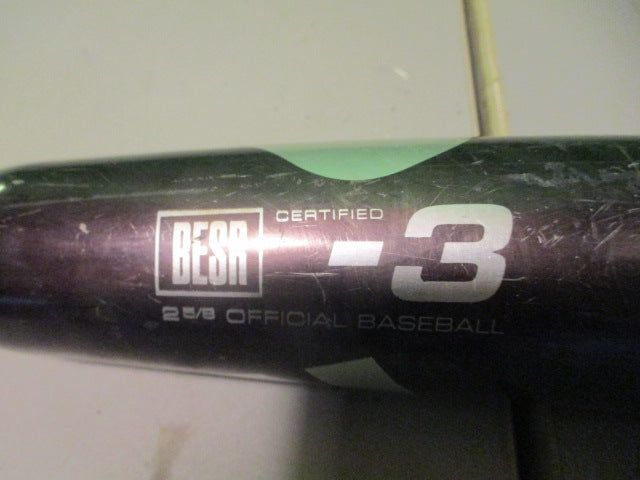 BESR
CERTIFIED
-3
2 5/8 OFFICIAL BASEBALL